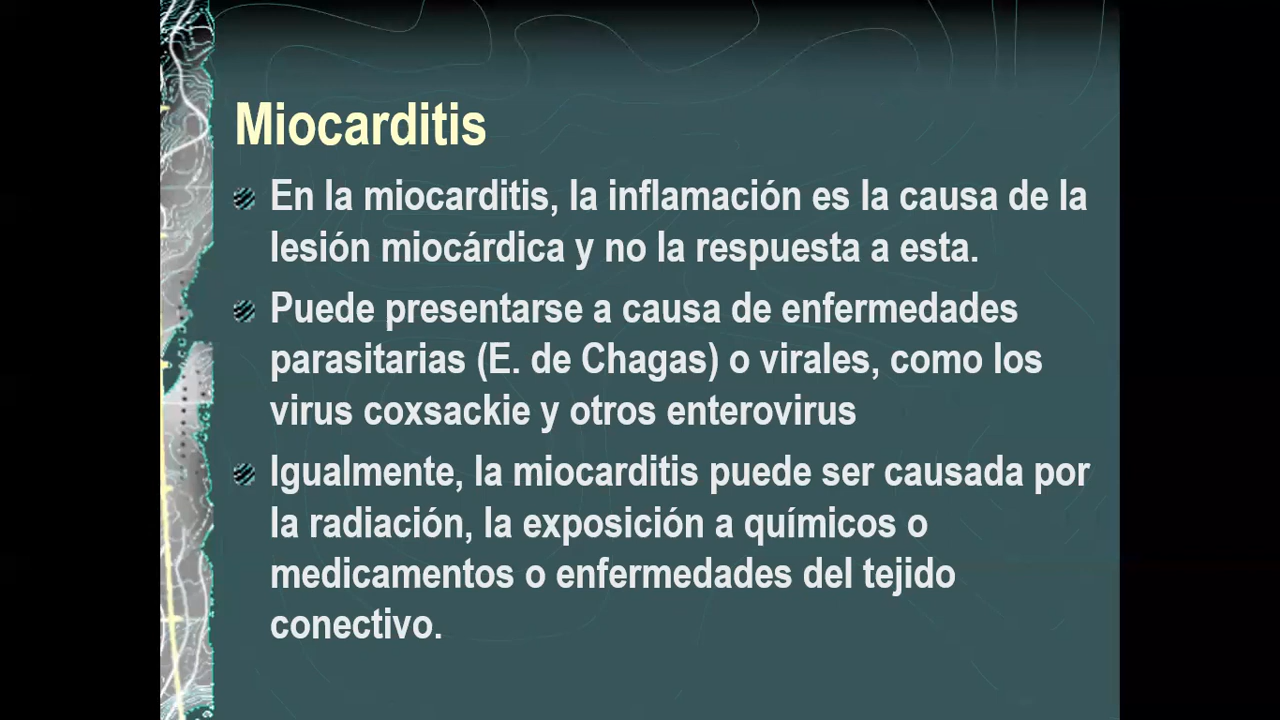 Miocarditis
En la miocarditis, la inflamación es la causa de la
lesión miocárdica y no la respuesta a esta.
Puede presentarse a causa de enfermedades
parasitarias (E. de Chagas) o virales, como los
virus coxsackie y otros enterovirus
Igualmente, la miocarditis puede ser causada por
la radiación, la exposición a químicos o
medicamentos o enfermedades del tejido
conectivo.